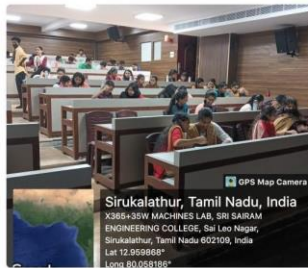 GPS Map Camera
Sirukalathur, Tamil Nadu, India
X365+35W MACHINES LAB, SRI SAIRAM
ENGINEERING COLLEGE, Sai Leo Nagar,
Sirukalathur, Tamil Nadu 602109, India
Lat 12.959868°
Long 80.058186°